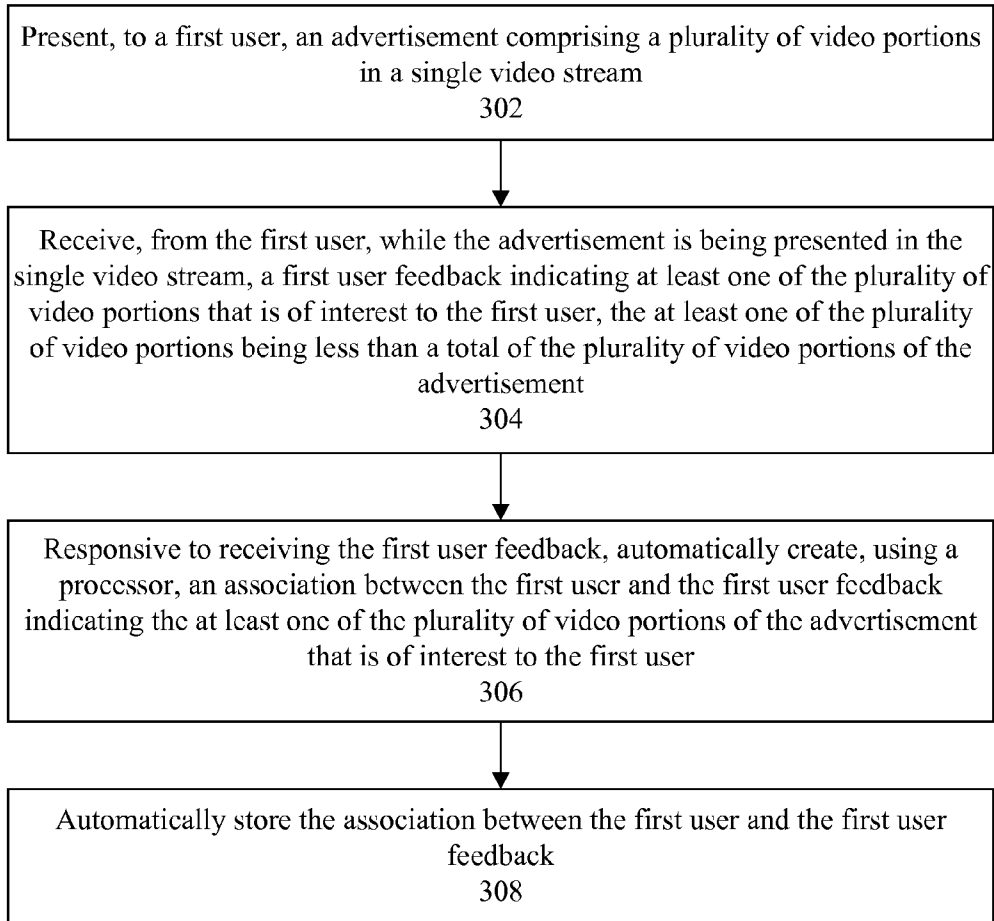 Present, to a first user, an advertisement comprising a plurality of video portions
in a single video stream
302
Receive, from the first user, while the advertisement is being presented in the
single video stream, a first user feedback indicating at least one of the plurality of
video portions that is of interest to the first user, the at least one of the plurality
of video portions being less than a total of the plurality of video portions of the
advertisement
304
Responsive to receiving the first user feedback, automatically create, using a
processor, an association between the first user and the first user feedback
indicating the at least one of the plurality of video portions of the advertisement
that is of interest to the first user
306
Automatically store the association between the first user and the first user
feedback
308